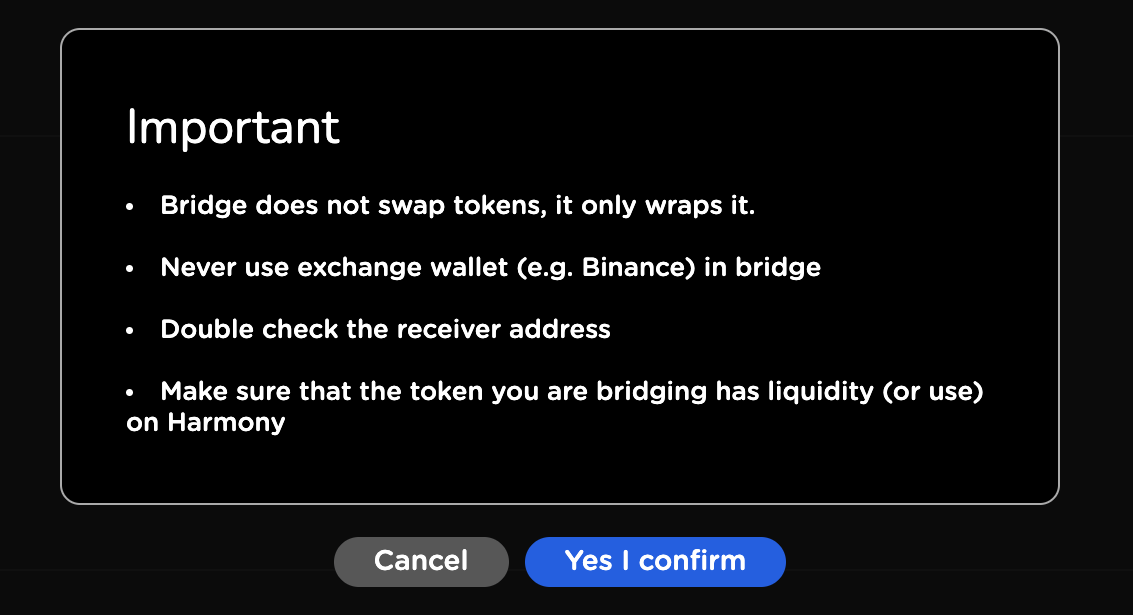 Important
• Bridge does not swap tokens, it only wraps it.
• Never use exchange wallet (e.g. Binance) in bridge
• Double check the receiver address
• Make sure that the token you are bridging has liquidity (or use)
on Harmony
Cancel Yes I confirm